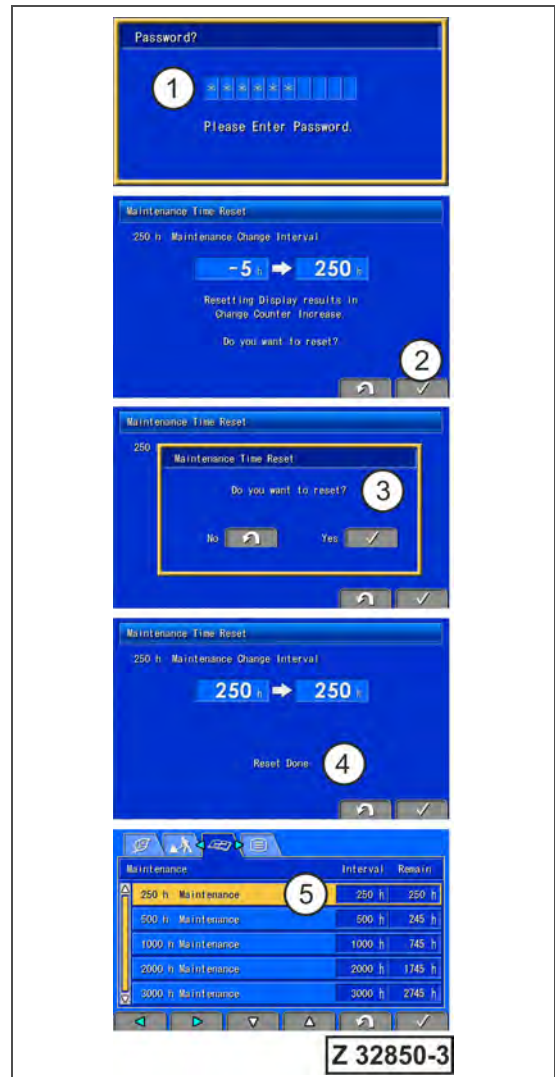 Password?
1
******
Please Enter Password.
Maintenance Time Reset
250 h Maintenance Change Interval
-5 h 250 h
Resetting Display results in
Change Counter Increase.
Do you want to reset?
2
Maintenance Time Reset
250
Maintenance Time Reset
Do you want to reset?
3
No Yes
Maintenance Time Reset
250 h Maintenance Change Interval
250 h 250 h
Reset Done
4
Maintenance Interval Remain
250 h Maintenance 5 250 h 250 h
500 h Maintenance 500 h 245 h
1000 h Maintenance 1000 h 745 h
2000 h Maintenance 2000 h 1745 h
3000 h Maintenance 3000 h 2745 h
Z 32850-3